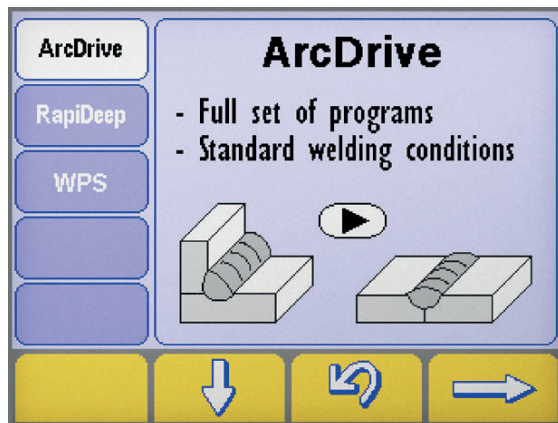 ArcDrive
RapiDeep
WPS
ArcDrive
- Full set of programs
- Standard welding conditions